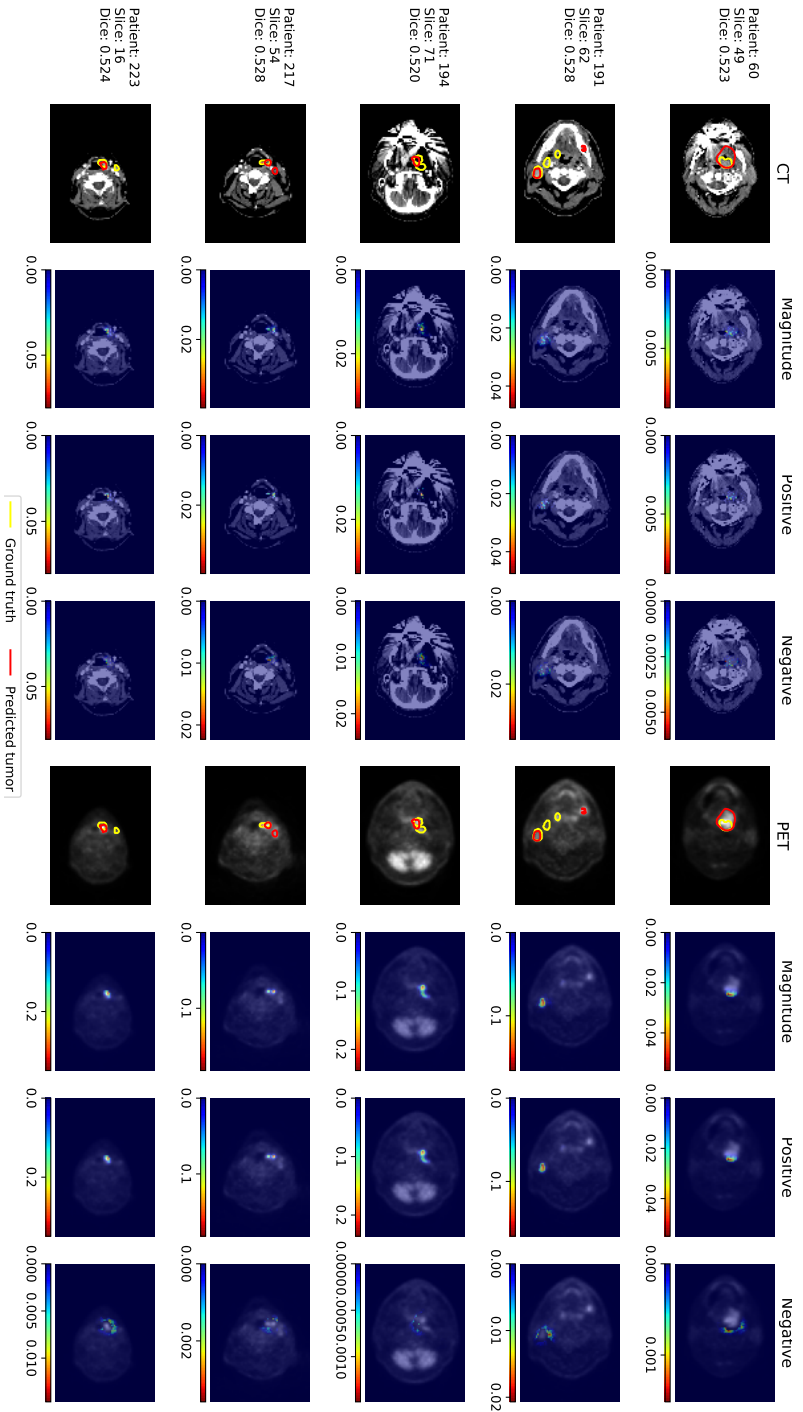 CT
Magnitude
Positive
Negative
PET
Magnitude
Positive
Negative
Patient: 60
Slice: 49
Dice: 0.523
0.000 0.005
0.000 0.005
0.0000 0.0025 0.0050
0.00 0.02 0.04
0.00 0.02 0.04
0.000 0.001
Patient: 191
Slice: 62
Dice: 0.528
0.00 0.02 0.04
0.00 0.02 0.04
0.00 0.02
0.0 0.1
0.0 0.1
0.00 0.01 0.02
Patient: 194
Slice: 71
Dice: 0.520
0.00 0.02
0.00 0.02
0.00 0.01 0.02
0.0 0.1 0.2
0.0 0.1 0.2
0.0000 0.0005 0.0010
Patient: 217
Slice: 54
Dice: 0.528
0.00 0.02
0.00 0.02
0.00 0.01 0.02
0.0 0.1
0.0 0.1
0.000 0.002
Patient: 223
Slice: 16
Dice: 0.524
0.00 0.05
0.00 0.05
0.00 0.05
0.0 0.2
0.0 0.2
0.000 0.005 0.010
Ground truth
Predicted tumor